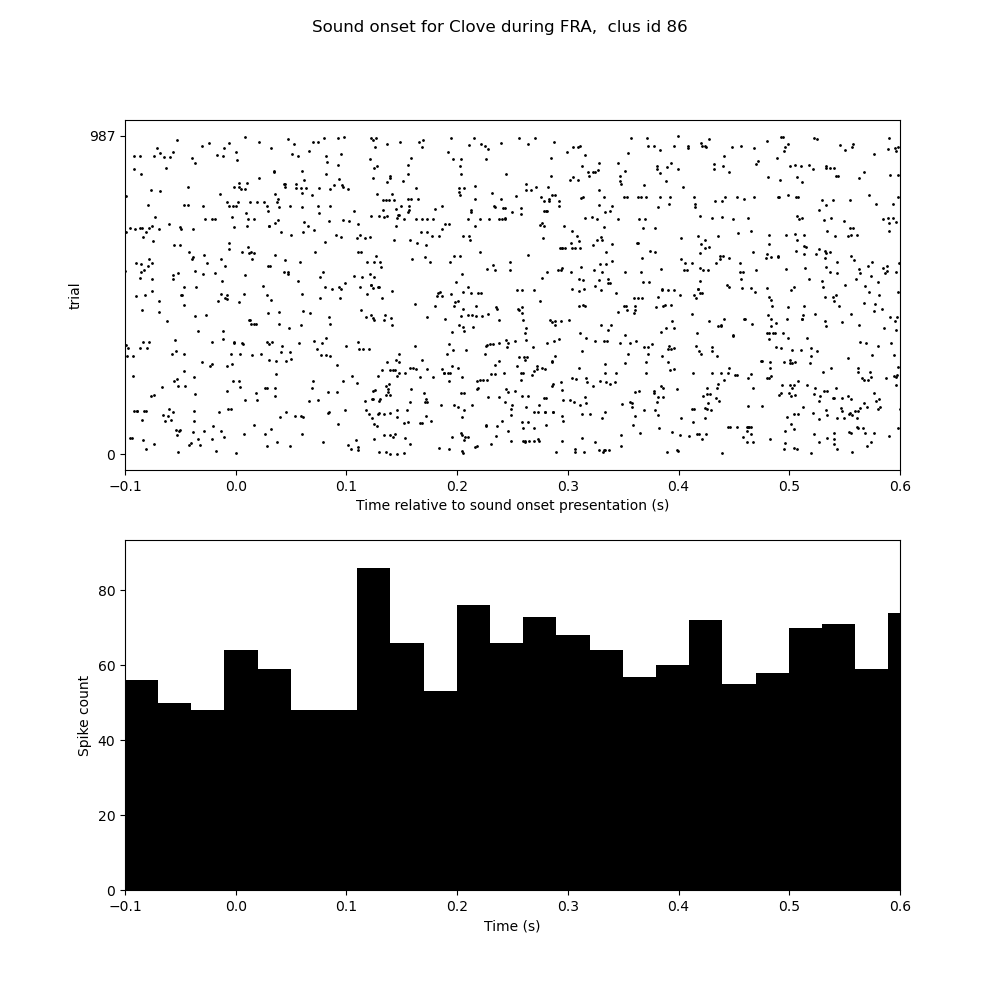 Sound onset for Clove during FRA,  clus id 86
987
trial
0
−0.1 0.0 0.1 0.2 0.3 0.4 0.5 0.6
Time relative to sound onset presentation (s)
80
60
Spike count
40
20
0
−0.1 0.0 0.1 0.2 0.3 0.4 0.5 0.6
Time (s)